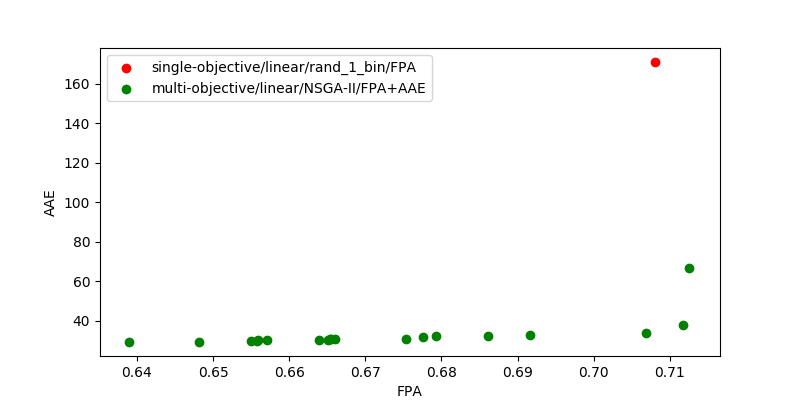 single-objective/linear/rand_1_bin/FPA
multi-objective/linear/NSGA-II/FPA+AAE
160
140
120
100
80
60
40
AAE
0.64 0.65 0.66 0.67 0.68 0.69 0.70 0.71
FPA